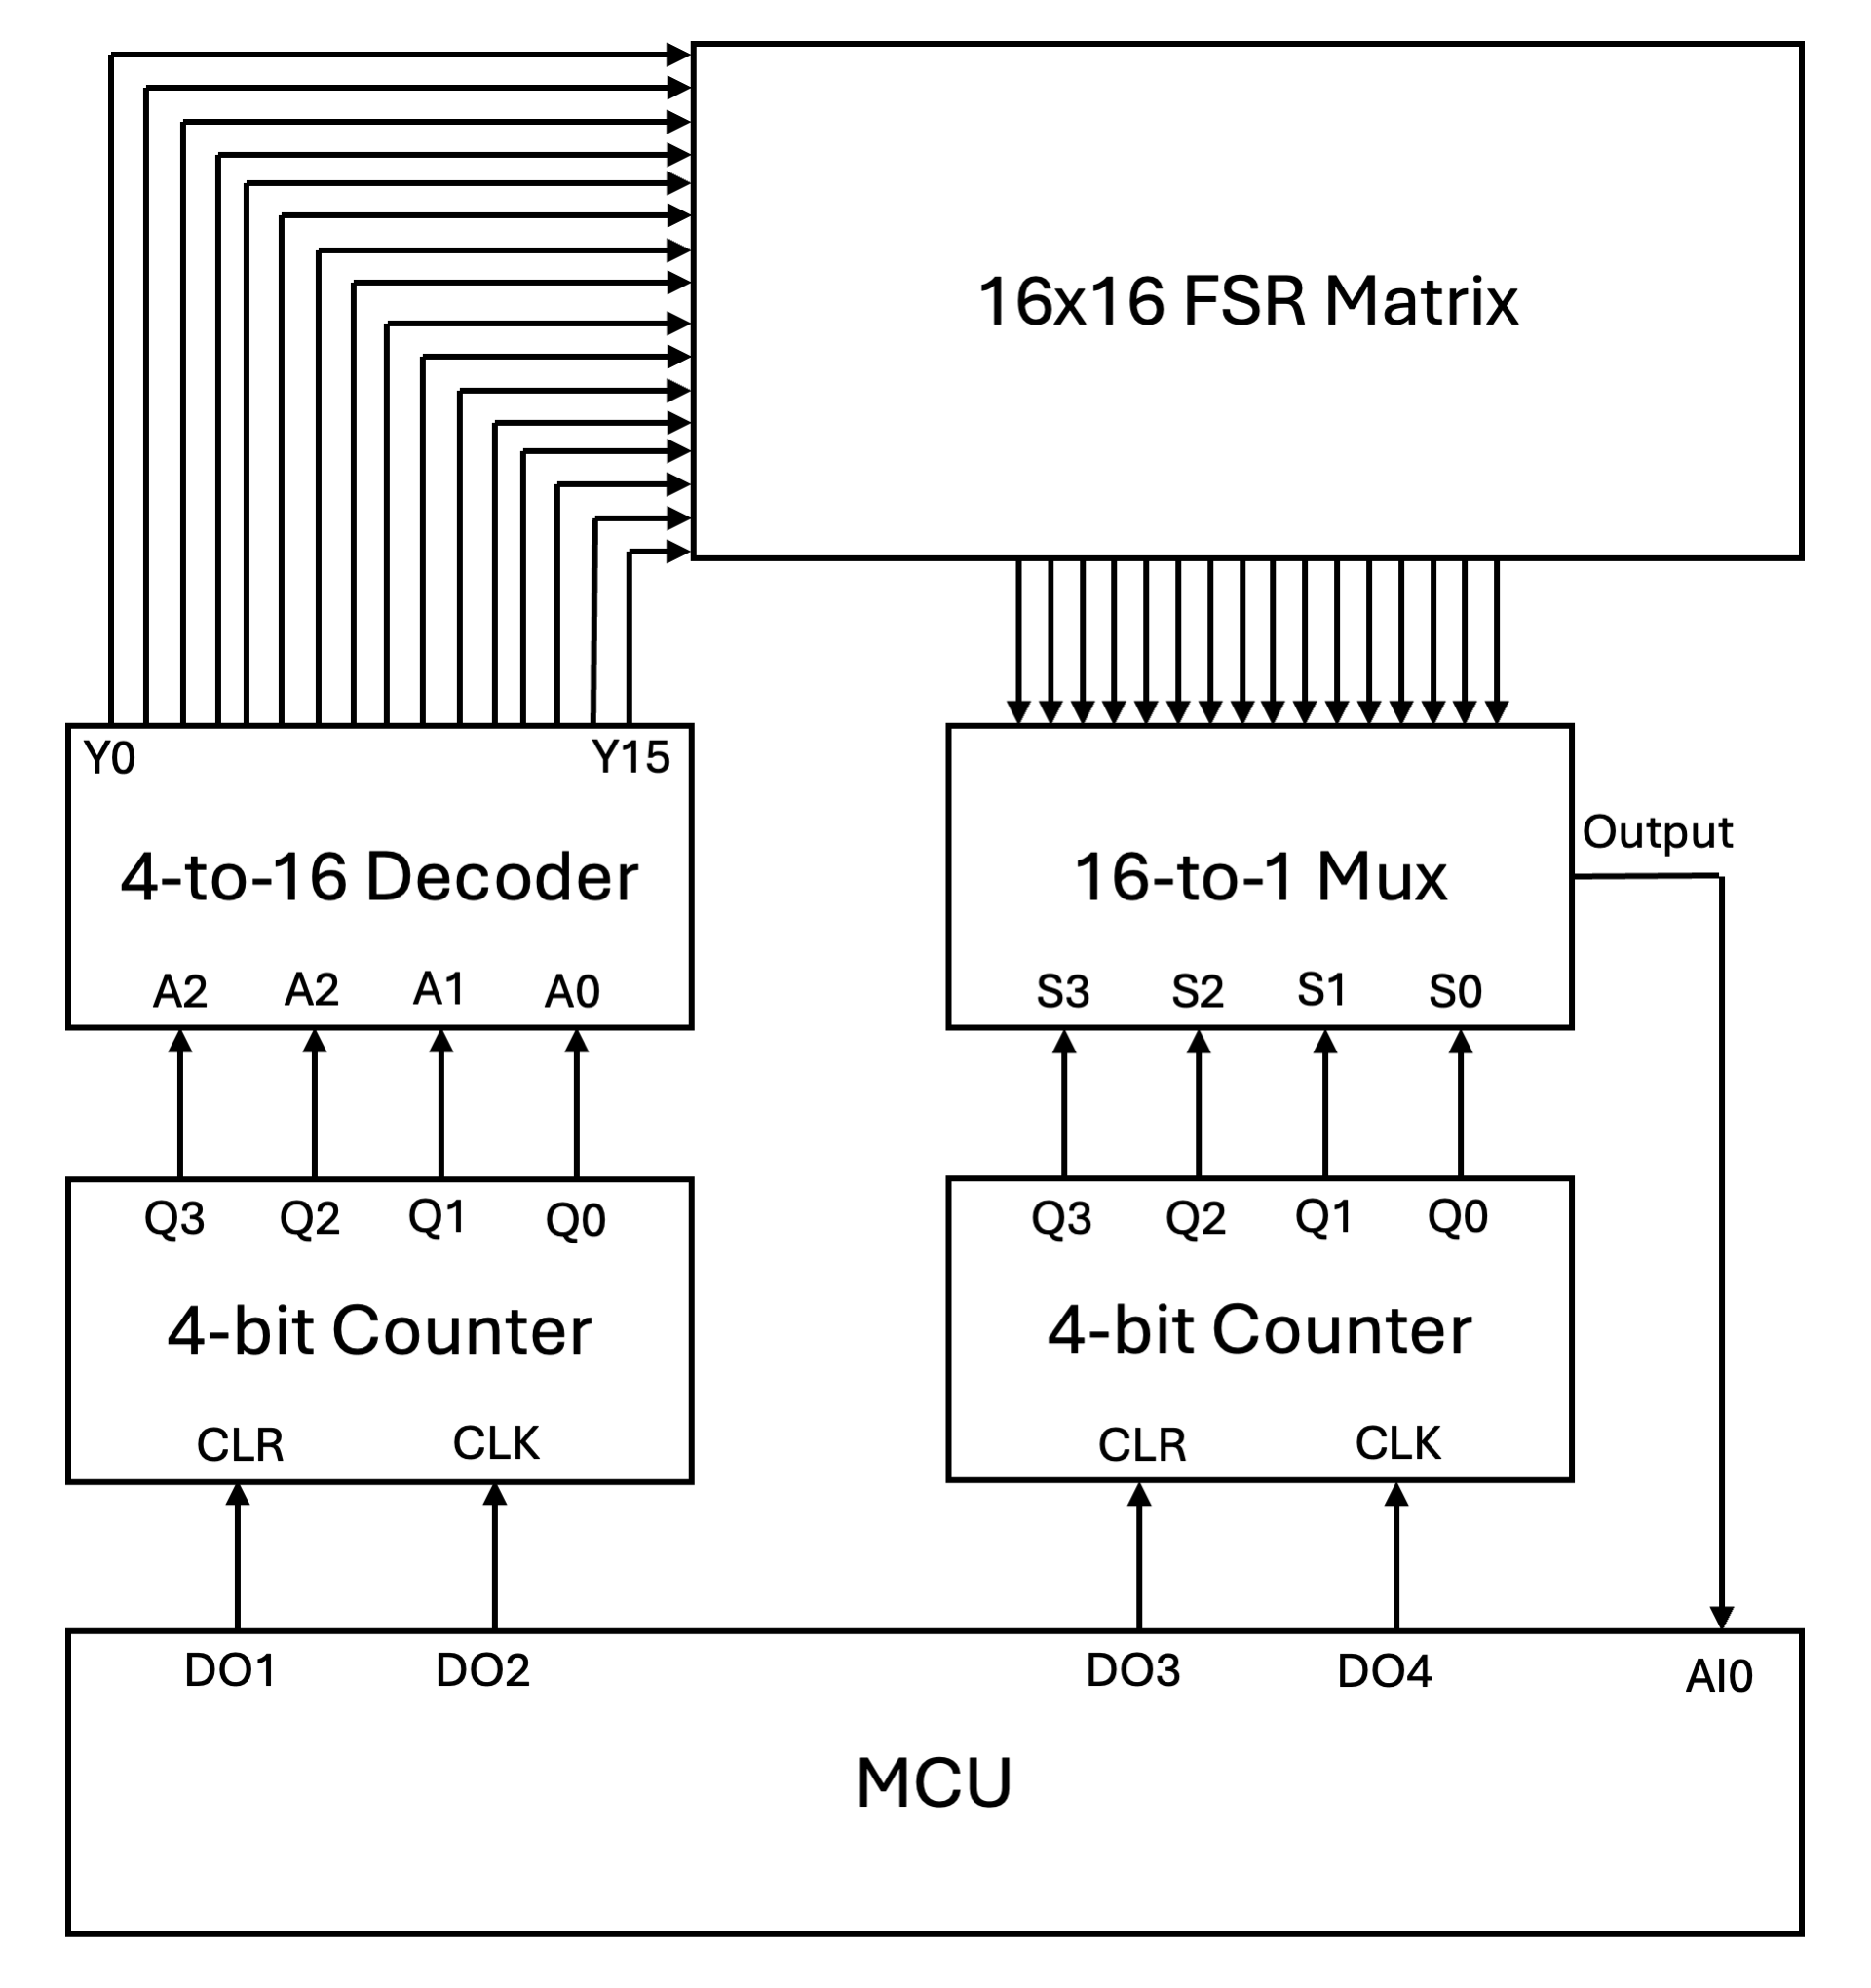 16x16 FSR Matrix
Y0 Y15
4-to-16 Decoder
A2 A2 A1 A0
Output
16-to-1 Mux
S3 S2 S1 S0
Q3 Q2 Q1 Q0
4-bit Counter
CLR CLK
Q3 Q2 Q1 Q0
4-bit Counter
CLR CLK
DO1 DO2 DO3 DO4 AI0
MCU